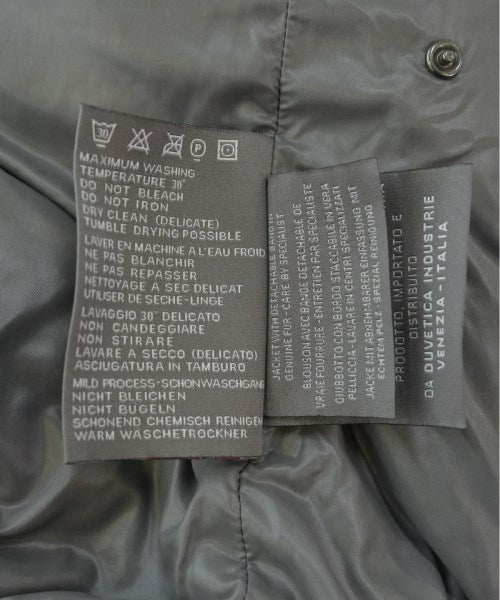 30 P
MAXIMUM WASHING
TEMPERATURE 30°
DO NOT BLEACH
DO NOT IRON
DRY CLEAN (DELICATE)
TUMBLE DRYING POSSIBLE
LAVER EN MACHINE A L'EAU FROID
NE PAS BLANCHIR
NE PAS REPASSER
NETTOYAGE A SEC DELICAT
UTILISER DE SECHE-LINGE
LAVAGGIO 30° DELICATO
NON CANDEGGIARE
NON STIRARE
LAVARE A SECCO (DELICATO)
ASCIUGATURA IN TAMBURO
MILD PROCESS-SCHONWASCHGANG
NICHT BLEICHEN
NICHT BUGELN
SCHONEND CHEMISCH REINIGEN
WARM WASCHETROCKNER
JACKET WITH DETACHABLE BAND IN
GENUINE FUR - CARE BY SPECIALIST
BLOUSON AVEC BANDE DETACHABLE DE
VRAIE FOURRURE - ENTRETIEN PAR SPECIALISTE
GIUBBOTTO CON BORDO STACCABILE IN VERA
PELLICCIA - LAVARE IN CENTRI SPECIALIZZATI
JACKE MIT ABNEHMBARER EINFASSUNG MIT
ECHTEM PELZ - SPEZIAL-REINIGUNG
PRODOTTO, IMPORTATO E
DISTRIBUITO
DA DUVETICA INDUSTRIE
VENEZIA - ITALIA